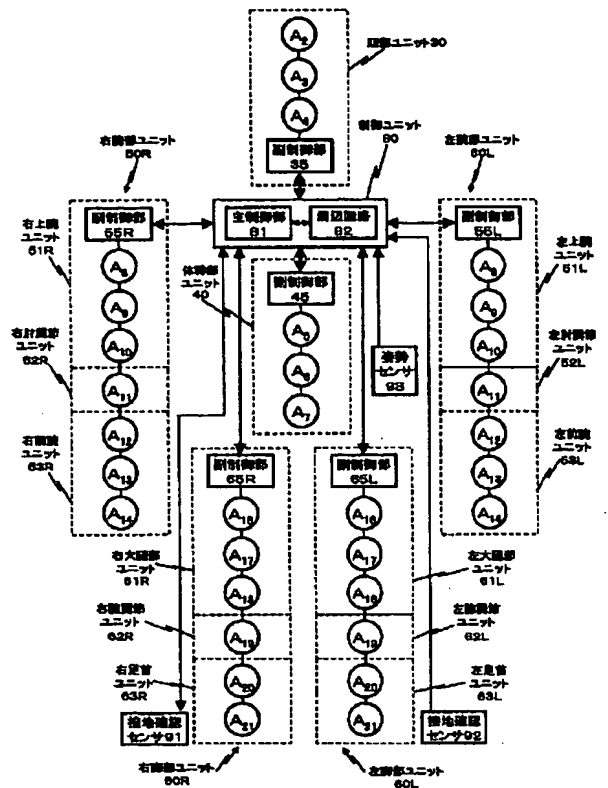 A2
A3
A4
頭部ユニット30
副制御部
35
制御ユニット
80
右腕部ユニット
50R
左腕部ユニット
50L
主制御部
81
周辺回路
82
副制御部
55R
副制御部
55L
右上腕
ユニット
51R
左上腕
ユニット
51L
A8
A9
A10
A8
A9
A10
体幹部
ユニット
40
副制御部
45
A5
A6
A7
姿勢
センサ
93
右肘関節
ユニット
52R
A11
左肘関節
ユニット
52L
A11
右前腕
ユニット
53R
A12
A13
A14
左前腕
ユニット
53L
A12
A13
A14
副制御部
65R
副制御部
65L
右大腿部
ユニット
61R
A16
A17
A18
左大腿部
ユニット
61L
A16
A17
A18
右膝関節
ユニット
62R
A19
左膝関節
ユニット
62L
A19
右足首
ユニット
63R
A20
A21
左足首
ユニット
63L
A20
A21
接地確認
センサ91
接地確認
センサ92
右脚部ユニット
60R
左脚部ユニット
60L